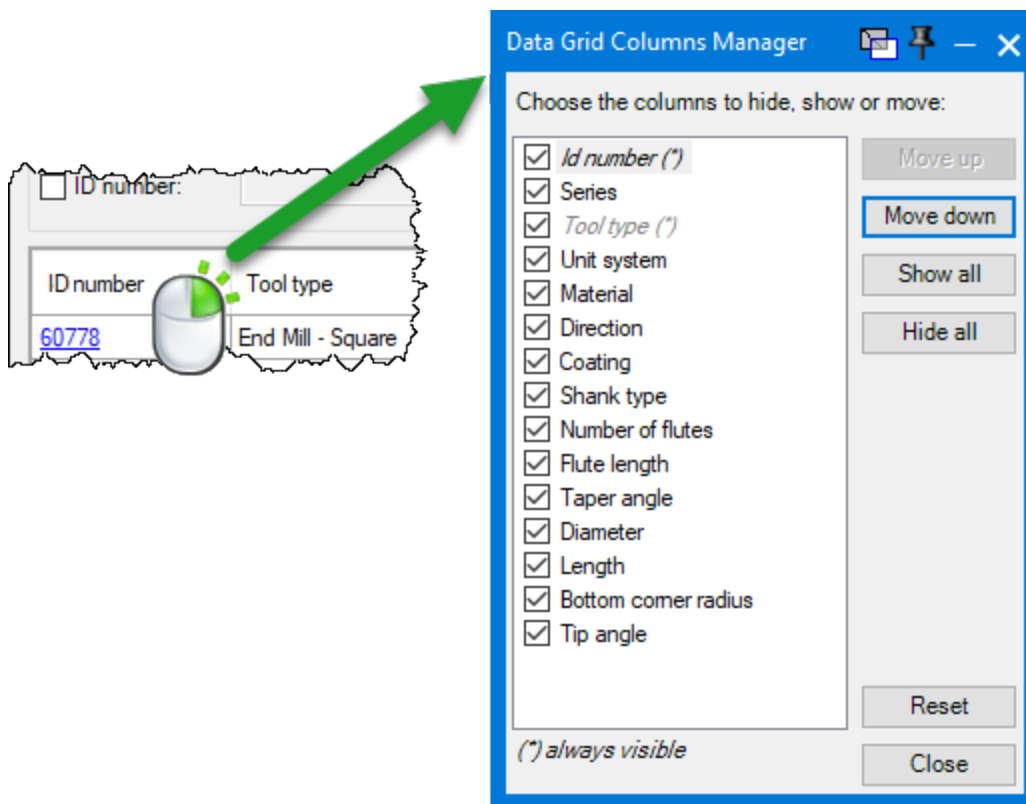 Data Grid Columns Manager
Choose the columns to hide, show or move:
Id number (*)
Series
Tool type (*)
Unit system
Material
Direction
Coating
Shank type
Number of flutes
Flute length
Taper angle
Diameter
Length
Bottom corner radius
Tip angle
(*) always visible
Move up
Move down
Show all
Hide all
Reset
Close
ID number:
ID number Tool type
60778 End Mill - Square